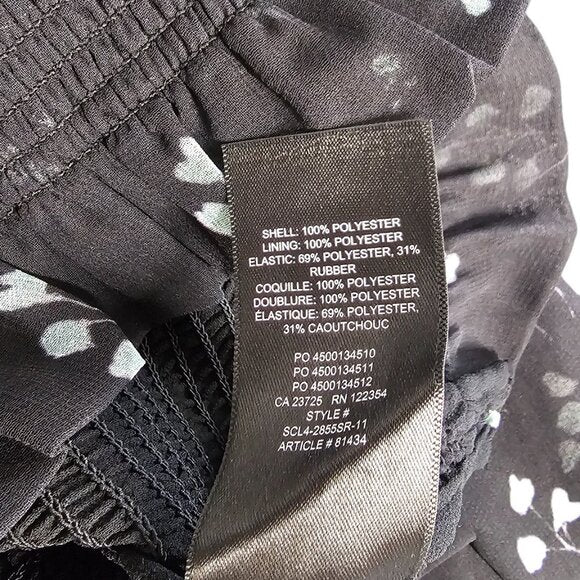 SHELL: 100% POLYESTER
LINING: 100% POLYESTER
ELASTIC: 69% POLYESTER, 31%
RUBBER
COQUILLE: 100% POLYESTER
DOUBLURE: 100% POLYESTER
ÉLASTIQUE: 69% POLYESTER,
31% CAOUTCHOUC
PO 4500134510
PO 4500134511
PO 4500134512
CA 23725 RN 122354
STYLE #
SCL4-2855SR-11
ARTICLE # 81434